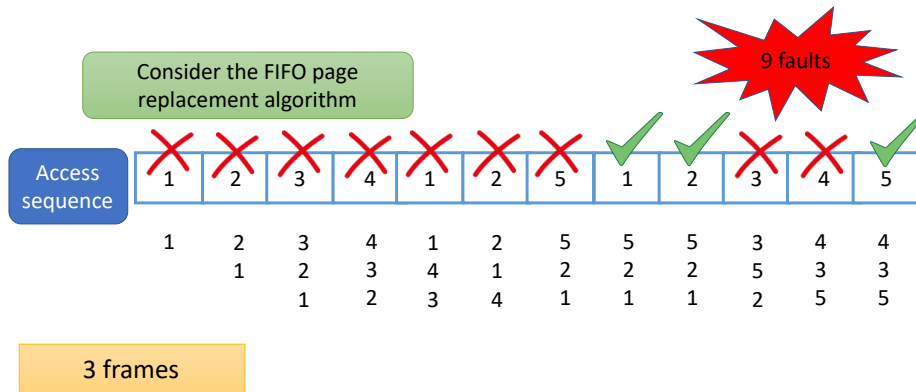 Consider the FIFO page
replacement algorithm
9 faults
Access
sequence
1 2 3 4 1 2 5 1 2 3 4 5
1 2 3 4 1 2 5 5 5 3 4 4
1 2 3 4 1 2 2 2 5 3 3
1 2 3 4 1 1 1 2 5 5
3 frames